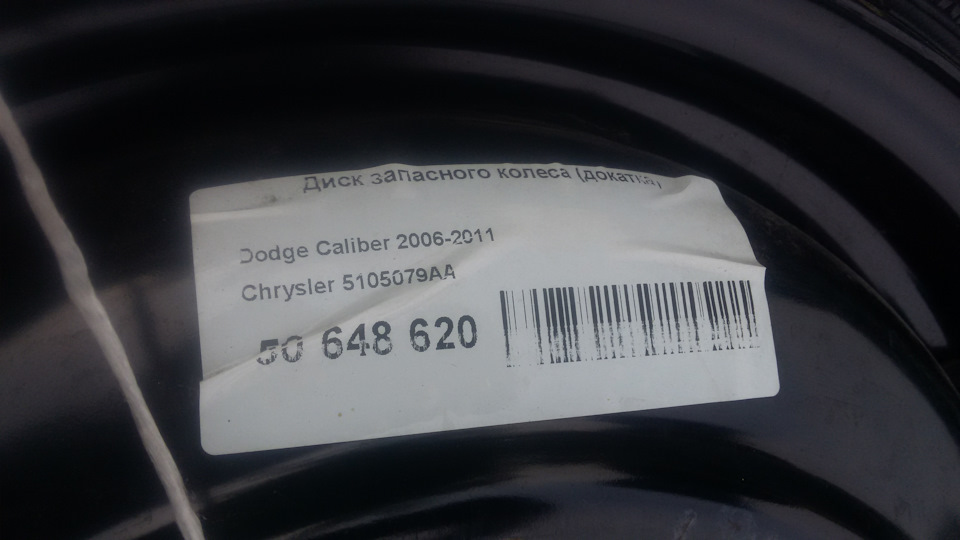 Диск запасного колеса (докатка)
Dodge Caliber 2006-2011
Chrysler 5105079AA
50 648 620